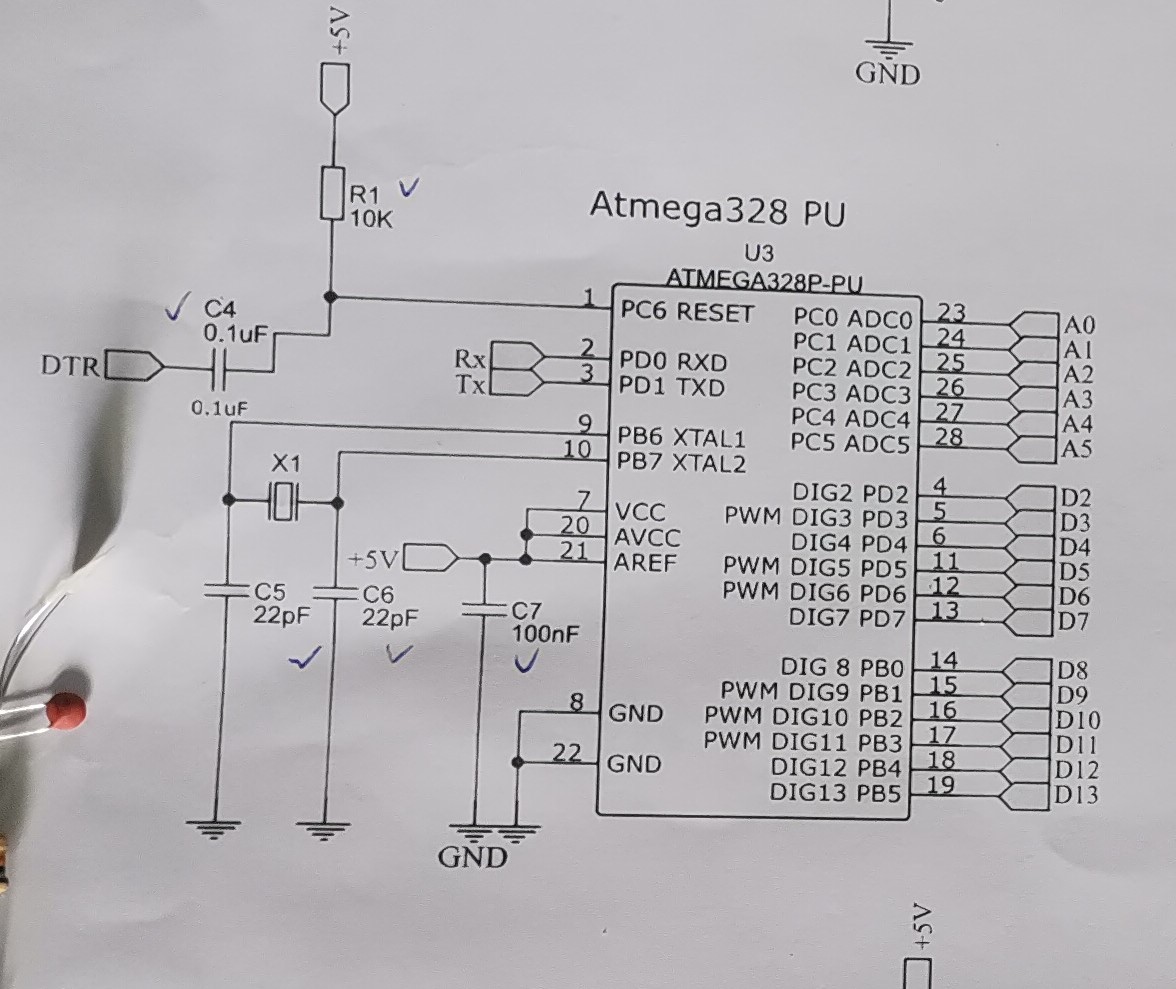 +5V
GND
R1
10K
Atmega328 PU
U3
ATMEGA328P-PU
C4
0.1uF
DTR
0.1uF
1 PC6 RESET
Rx 2 PD0 RXD
Tx 3 PD1 TXD
9 PB6 XTAL1
10 PB7 XTAL2
X1
7 VCC
20 AVCC
+5V 21 AREF
C5
22pF
C6
22pF
C7
100nF
8 GND
22 GND
GND
PC0 ADC0 23 A0
PC1 ADC1 24 A1
PC2 ADC2 25 A2
PC3 ADC3 26 A3
PC4 ADC4 27 A4
PC5 ADC5 28 A5
DIG2 PD2 4 D2
PWM DIG3 PD3 5 D3
DIG4 PD4 6 D4
PWM DIG5 PD5 11 D5
PWM DIG6 PD6 12 D6
DIG7 PD7 13 D7
DIG 8 PB0 14 D8
PWM DIG9 PB1 15 D9
PWM DIG10 PB2 16 D10
PWM DIG11 PB3 17 D11
DIG12 PB4 18 D12
DIG13 PB5 19 D13
+5V